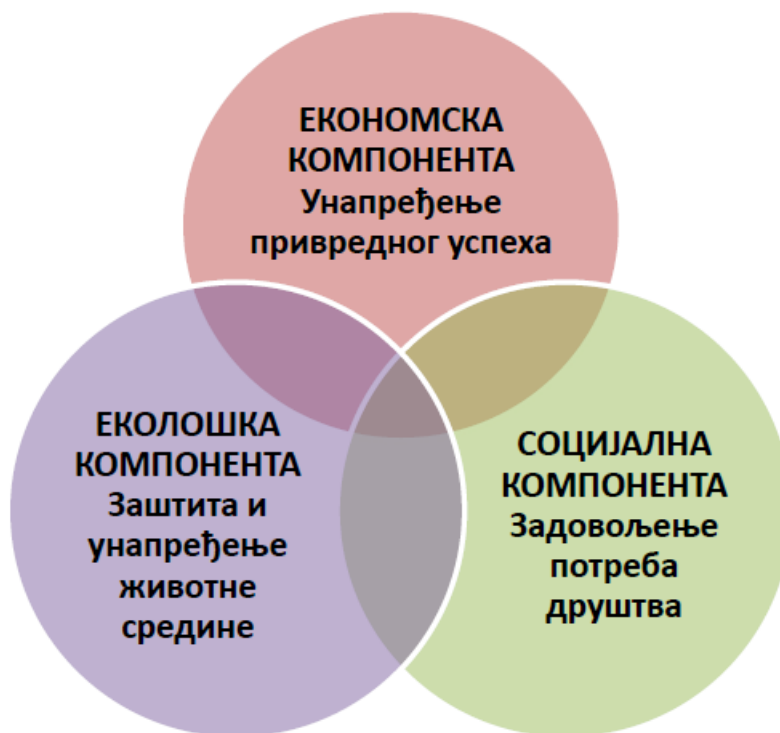 ЕКОНОМСКА
КОМПОНЕНТА
Унапређење
привредног успеха
ЕКОЛОШКА
КОМПОНЕНТА
Заштита и
унапређење
животне
средине
СОЦИЈАЛНА
КОМПОНЕНТА
Задовољење
потреба
друштва